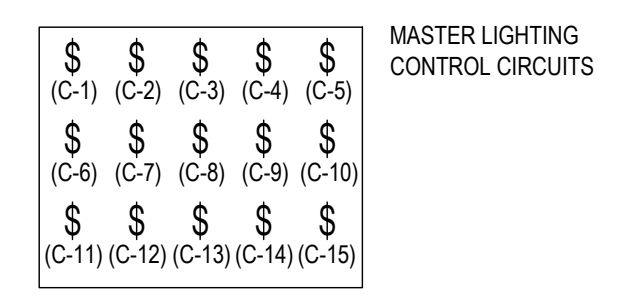 MASTER LIGHTING
CONTROL CIRCUITS
$ $ $ $ $
(C-1) (C-2) (C-3) (C-4) (C-5)
$ $ $ $ $
(C-6) (C-7) (C-8) (C-9) (C-10)
$ $ $ $ $
(C-11) (C-12) (C-13) (C-14) (C-15)